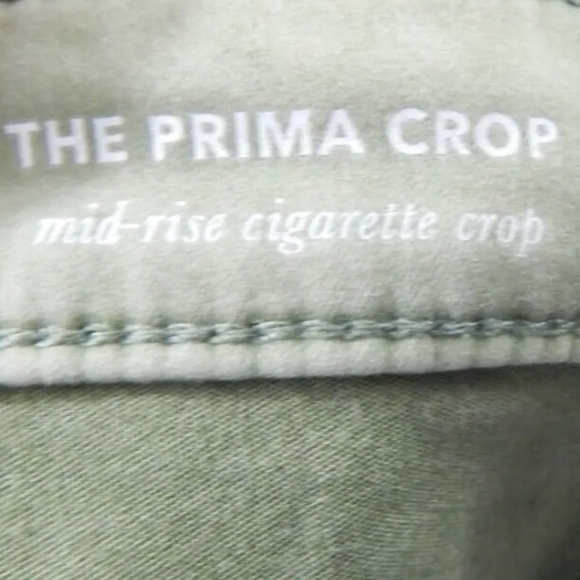 THE PRIMA CROP
mid-rise cigarette crop